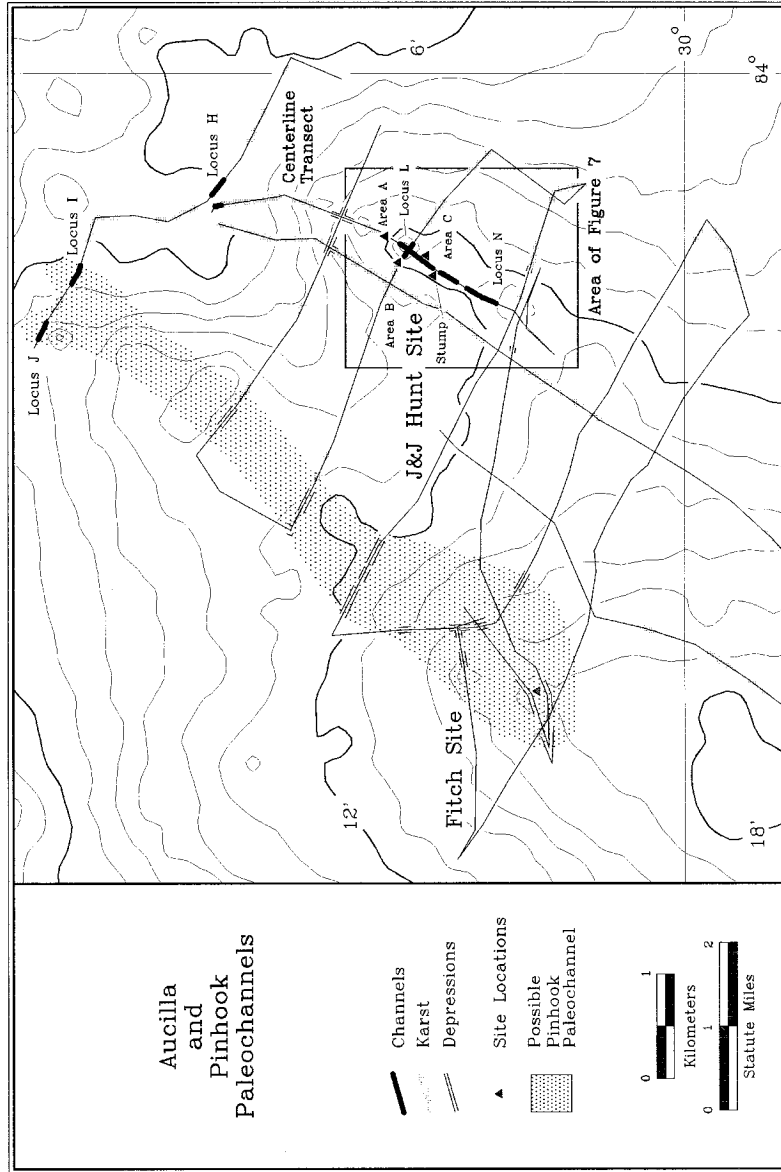 Aucilla
and
Pinhook
Paleochannels
Channels
Karst
Depressions
Site Locations
Possible
Pinhook
Paleochannel
0
1
Kilometers
0
1
2
Statute Miles
Locus J
Locus I
Locus H
Centerline
Transect
6'
12'
18'
30°
84°
Area A
Locus L
Area B
Area C
Stump
Locus N
J&J Hunt Site
Fitch Site
Area of Figure 7